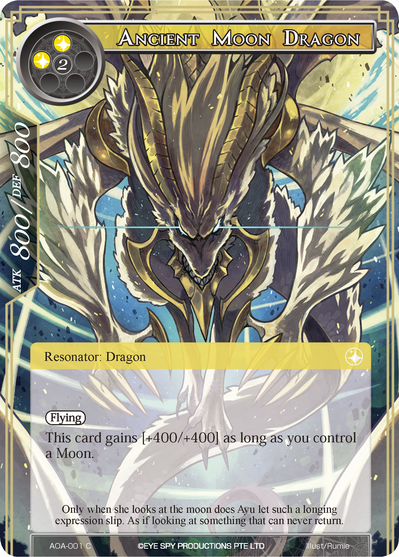 Ancient Moon Dragon
2
ATK 800 / DEF 800
Resonator: Dragon
Flying
This card gains [+400/+400] as long as you control
a Moon.
Only when she looks at the moon does Ayu let such a longing
expression slip. As if looking at something that can never return.
AOA-001 C ©EYE SPY PRODUCTIONS PTE LTD Illust/Rumie